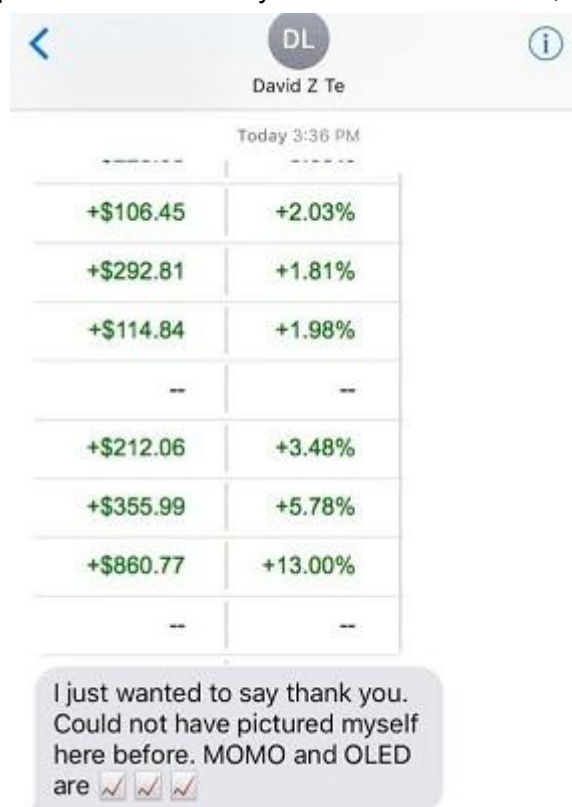 DL
David Z Te
Today 3:36 PM
+$106.45 +2.03%
+$292.81 +1.81%
+$114.84 +1.98%
-- --
+$212.06 +3.48%
+$355.99 +5.78%
+$860.77 +13.00%
-- --
I just wanted to say thank you.
Could not have pictured myself
here before. MOMO and OLED
are 📈 📈 📈